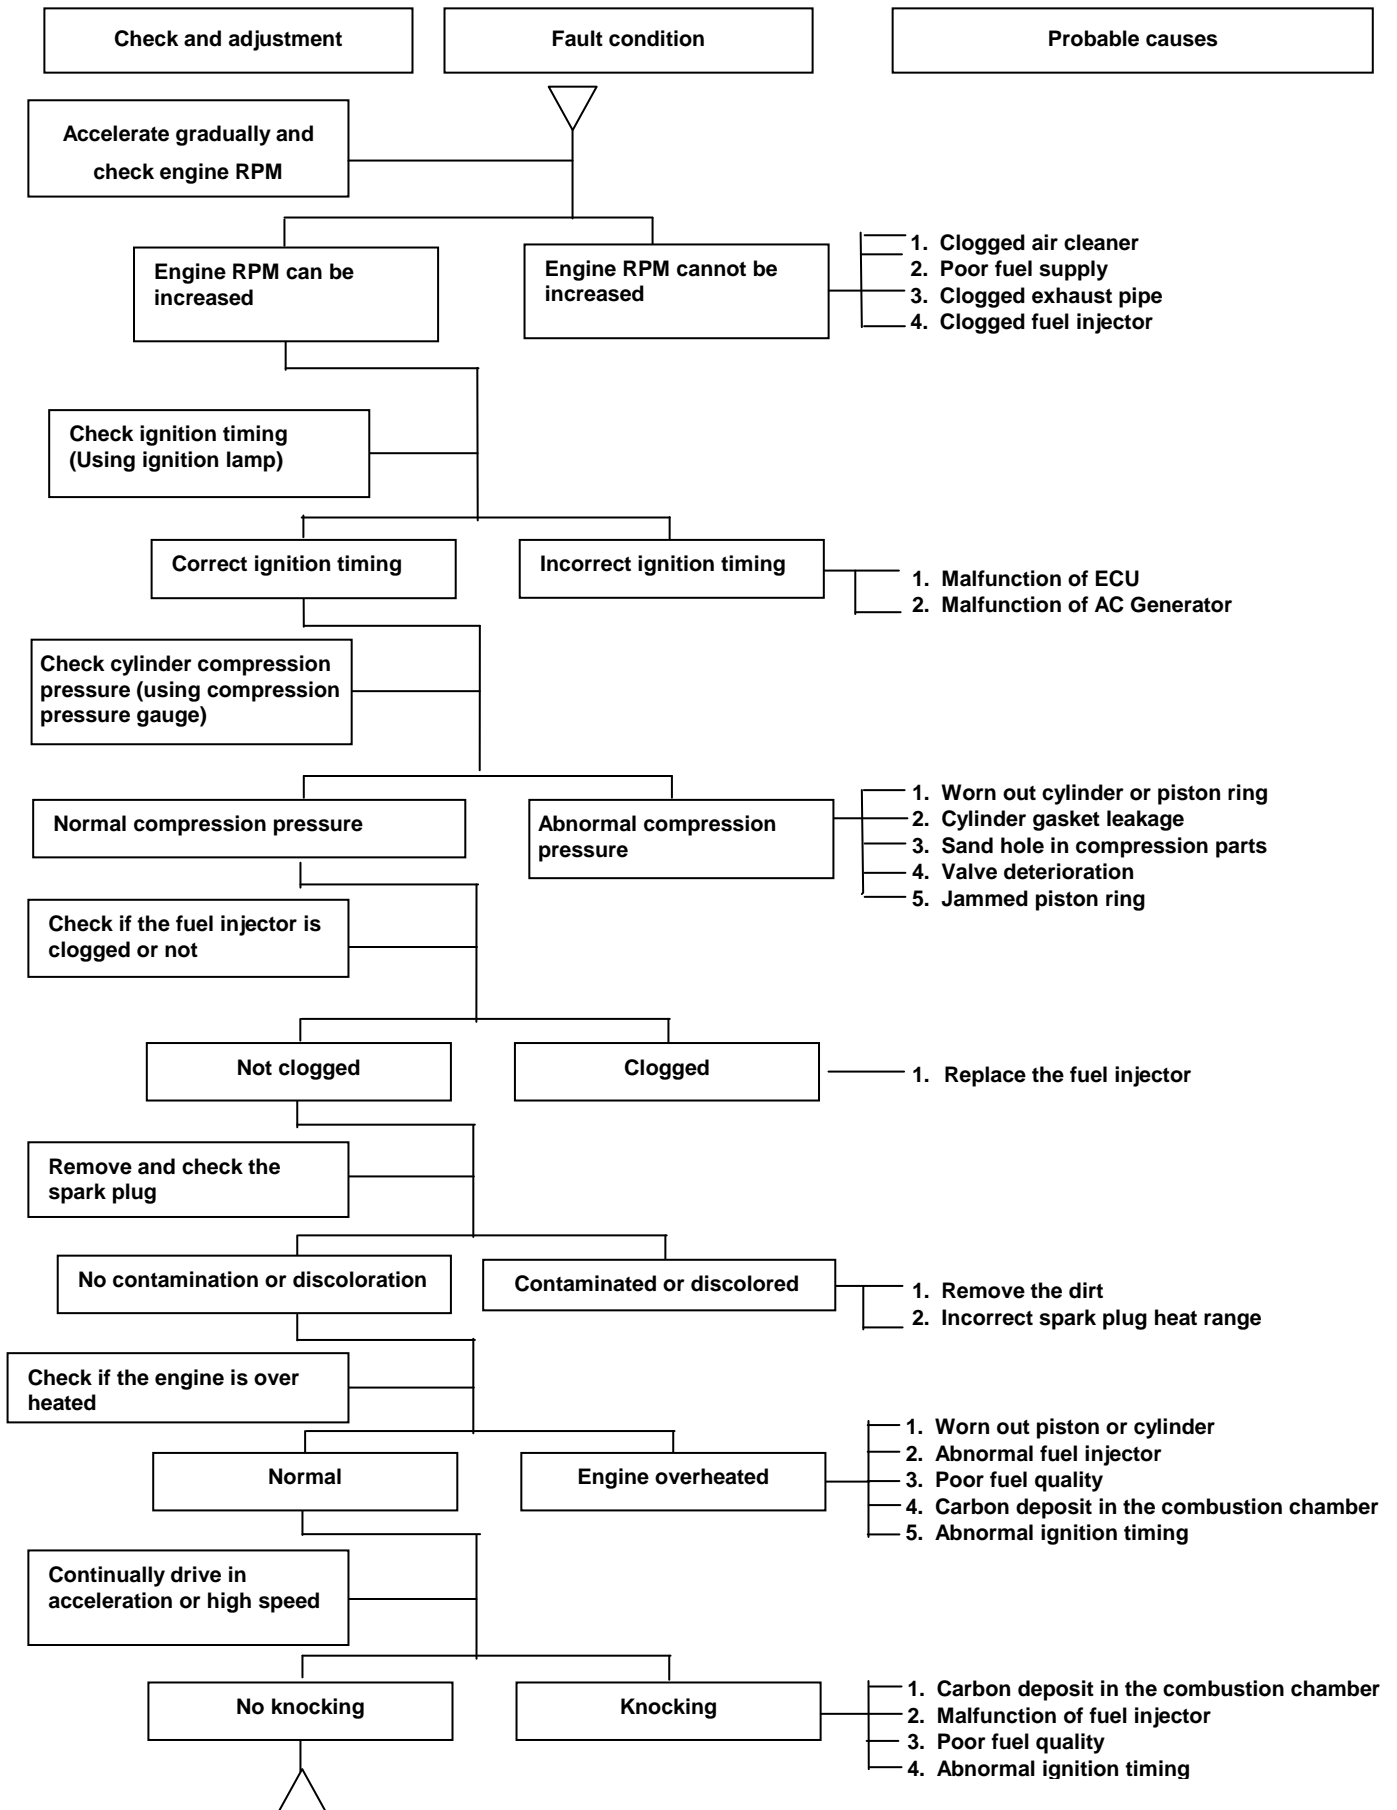 Check and adjustment
Fault condition
Probable causes
Accelerate gradually and
check engine RPM
Engine RPM can be
increased
Engine RPM cannot be
increased
1. Clogged air cleaner
2. Poor fuel supply
3. Clogged exhaust pipe
4. Clogged fuel injector
Check ignition timing
(Using ignition lamp)
Correct ignition timing
Incorrect ignition timing
1. Malfunction of ECU
2. Malfunction of AC Generator
Check cylinder compression
pressure (using compression
pressure gauge)
Normal compression pressure
Abnormal compression
pressure
1. Worn out cylinder or piston ring
2. Cylinder gasket leakage
3. Sand hole in compression parts
4. Valve deterioration
5. Jammed piston ring
Check if the fuel injector is
clogged or not
Not clogged
Clogged
1. Replace the fuel injector
Remove and check the
spark plug
No contamination or discoloration
Contaminated or discolored
1. Remove the dirt
2. Incorrect spark plug heat range
Check if the engine is over
heated
Normal
Engine overheated
1. Worn out piston or cylinder
2. Abnormal fuel injector
3. Poor fuel quality
4. Carbon deposit in the combustion chamber
5. Abnormal ignition timing
Continually drive in
acceleration or high speed
No knocking
Knocking
1. Carbon deposit in the combustion chamber
2. Malfunction of fuel injector
3. Poor fuel quality
4. Abnormal ignition timing